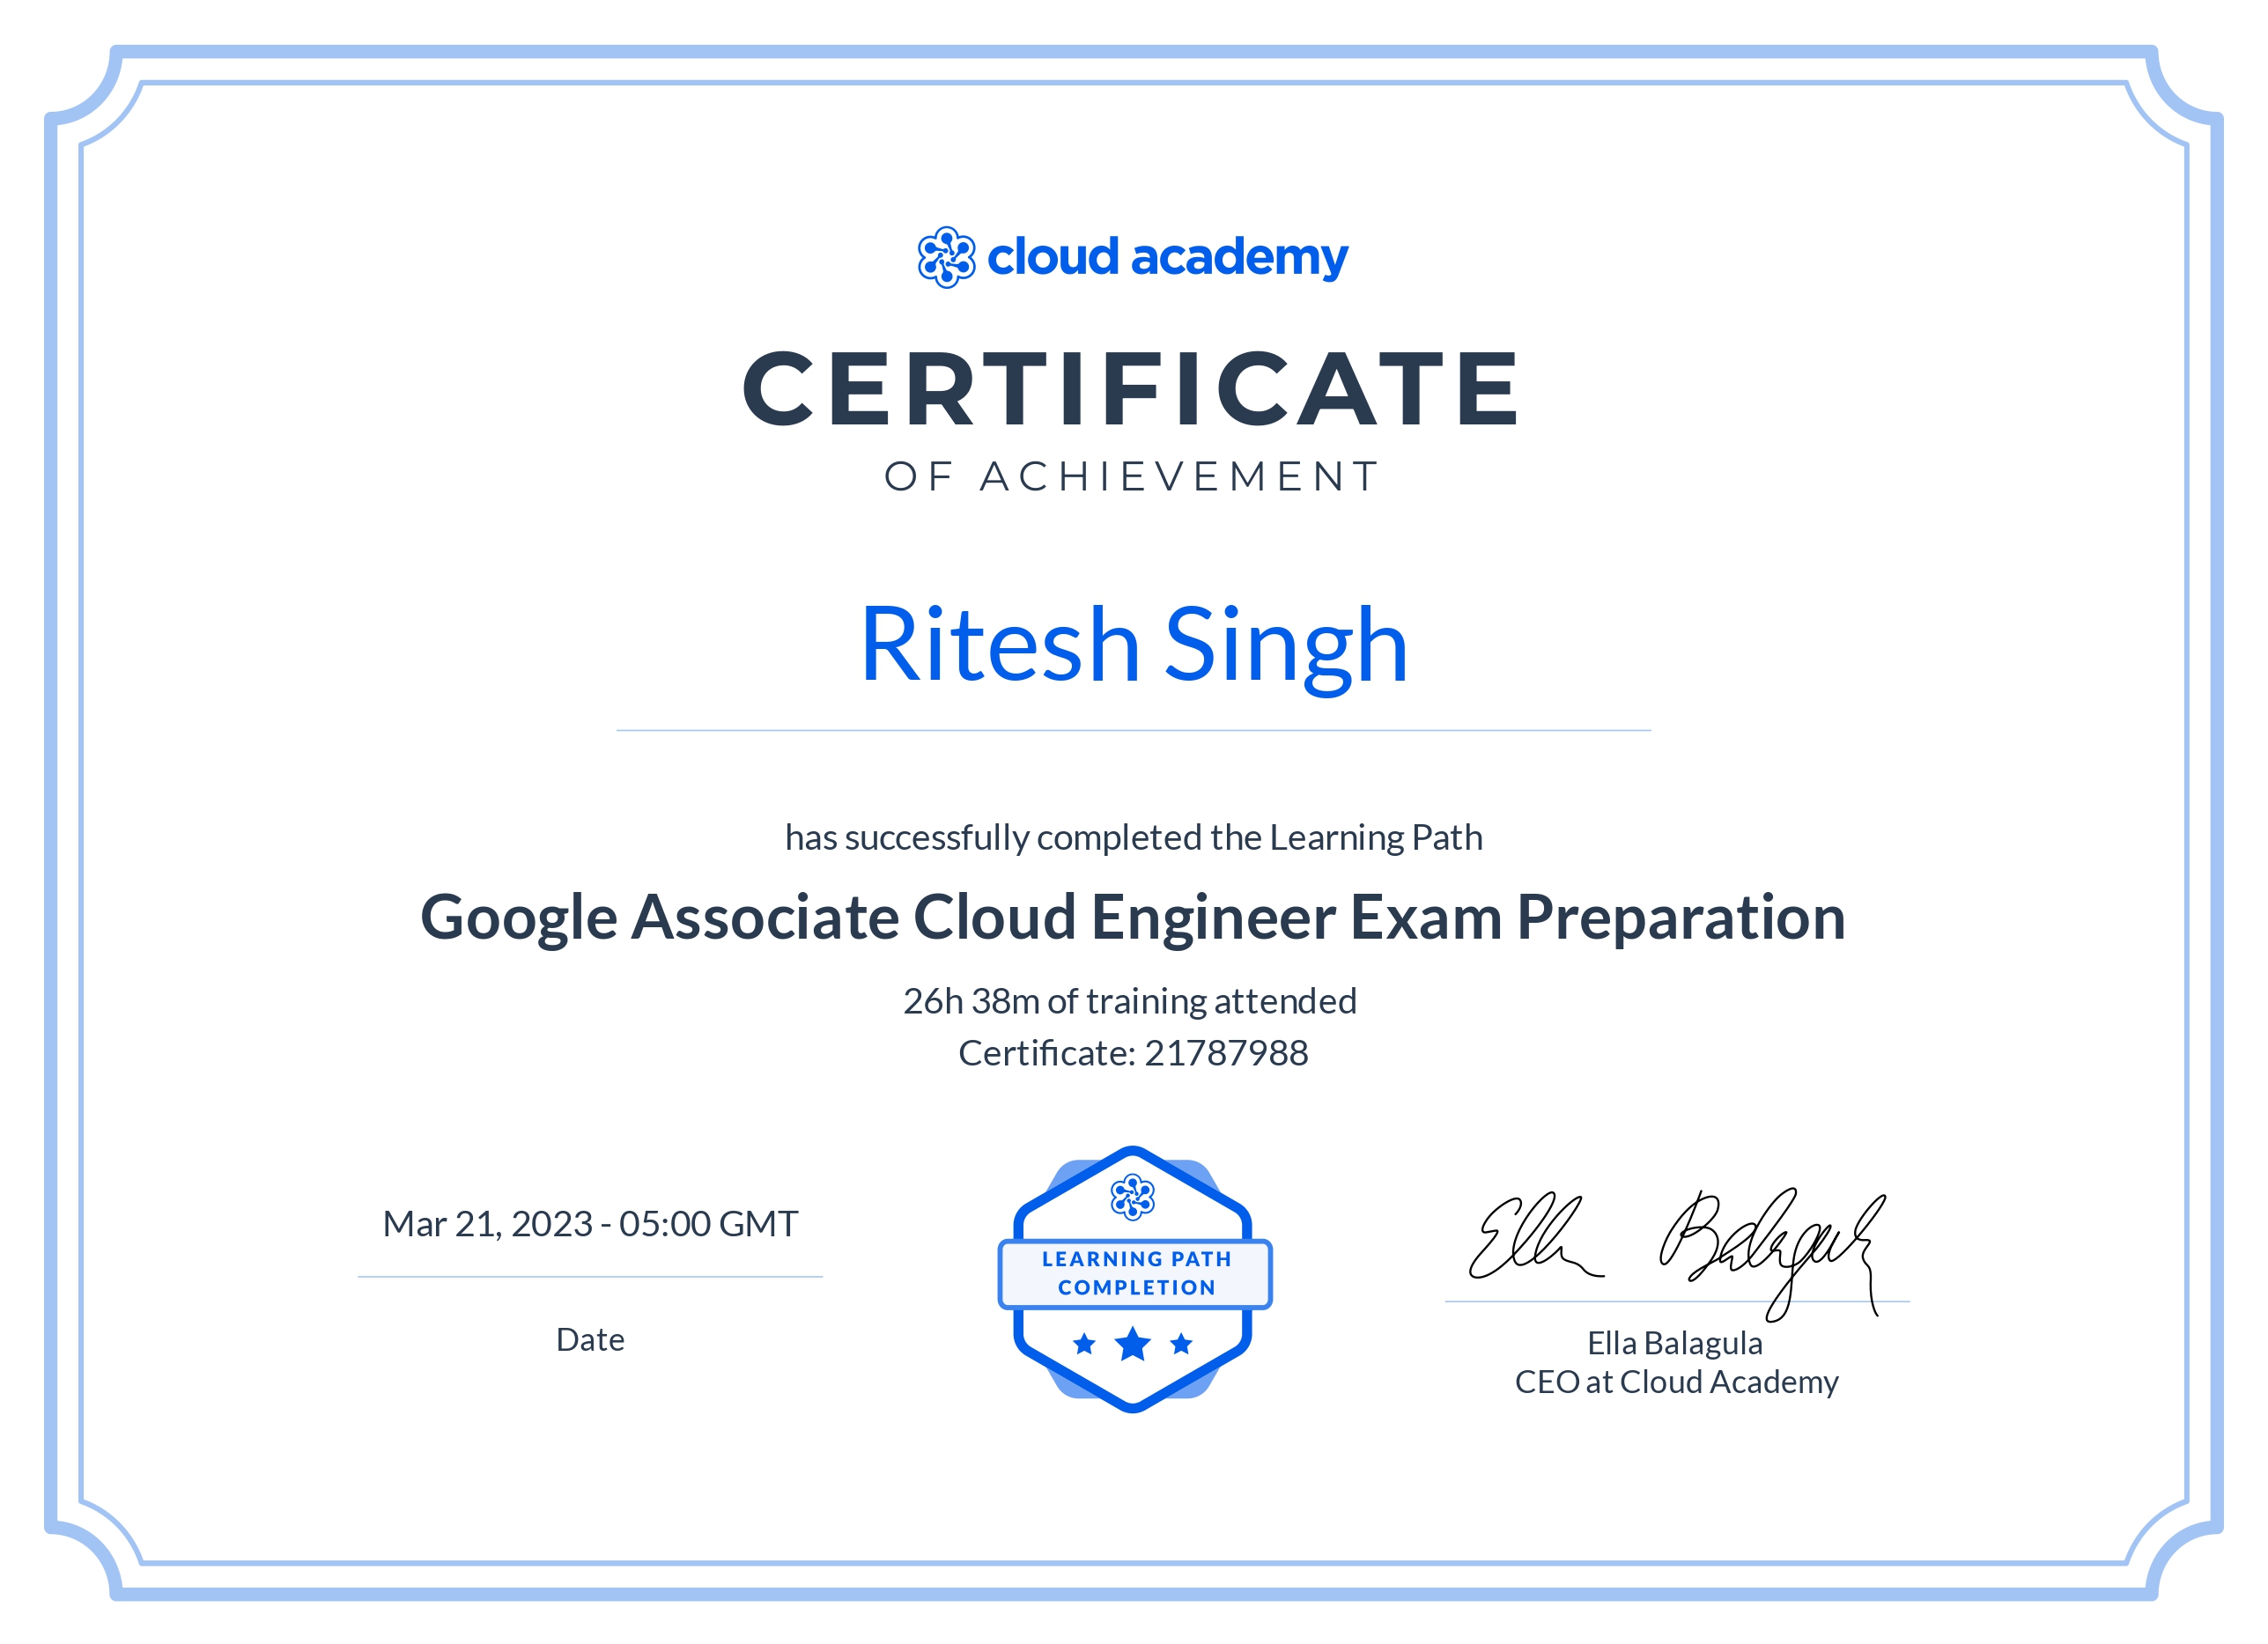 cloud academy
CERTIFICATE
OF ACHIEVEMENT
Ritesh Singh
has successfully completed the Learning Path
Google Associate Cloud Engineer Exam Preparation
26h 38m of training attended
Certificate: 21787988
Mar 21, 2023 - 05:00 GMT
Date
LEARNING PATH
COMPLETION
Ella Balagula
Ella Balagula
CEO at Cloud Academy